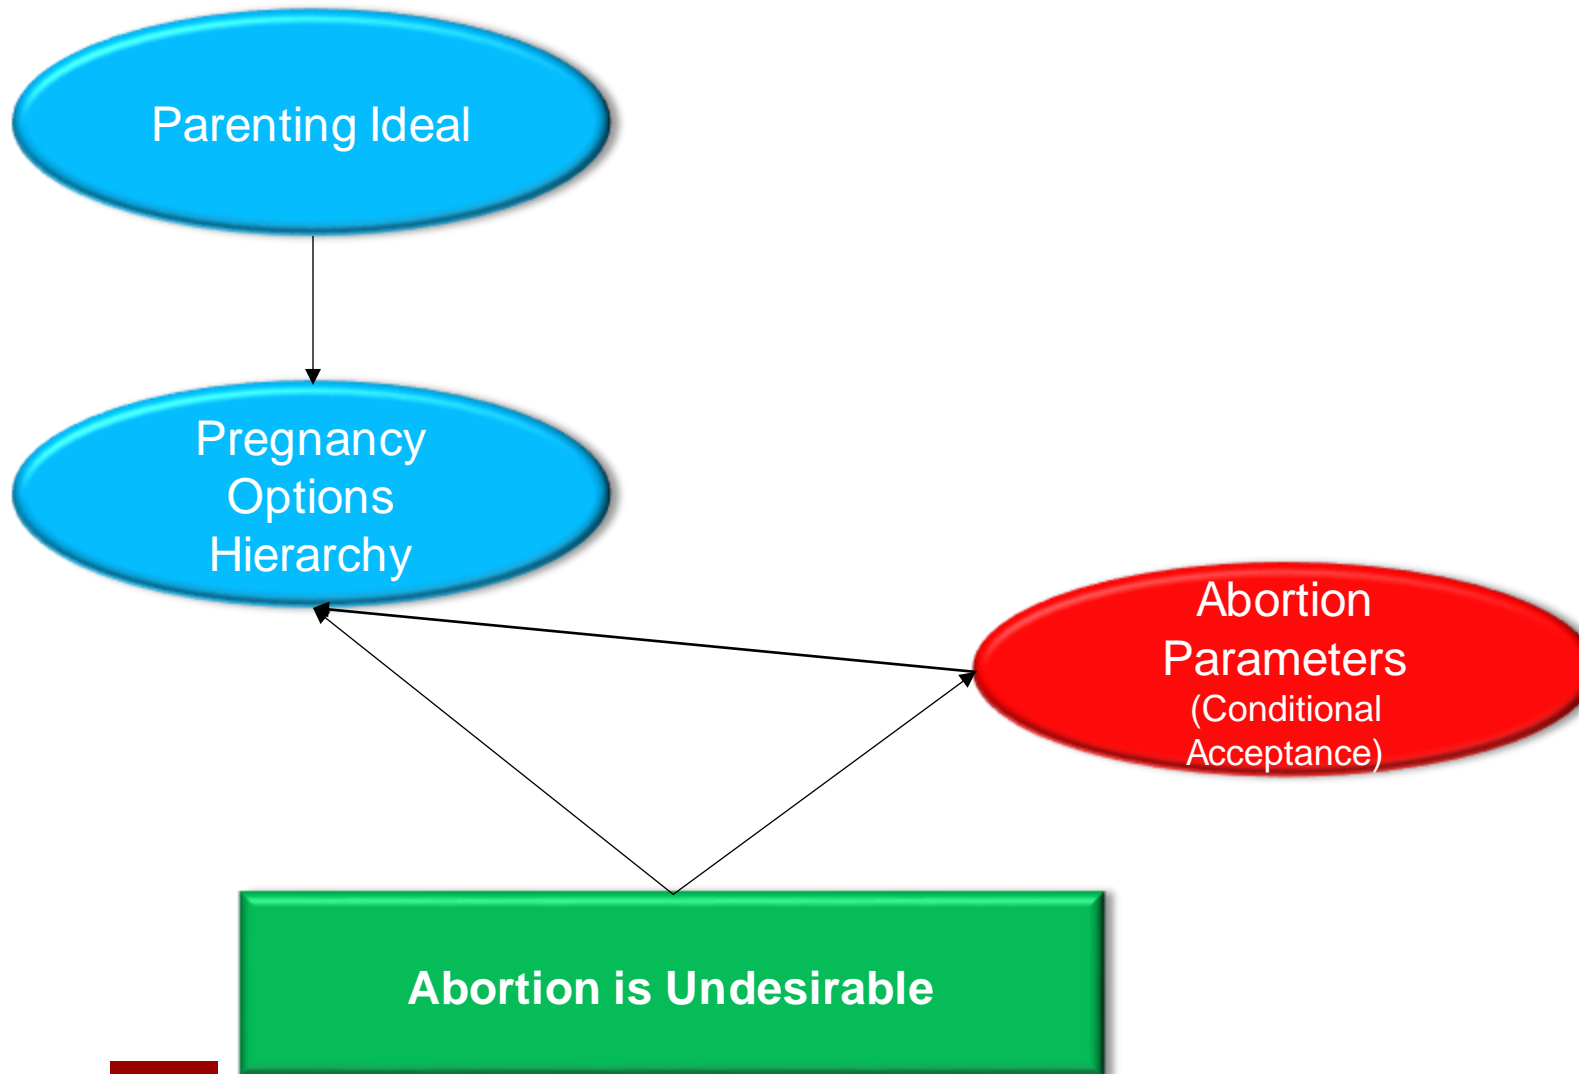 Parenting Ideal
Pregnancy
Options
Hierarchy
Abortion
Parameters
(Conditional
Acceptance)
Abortion is Undesirable